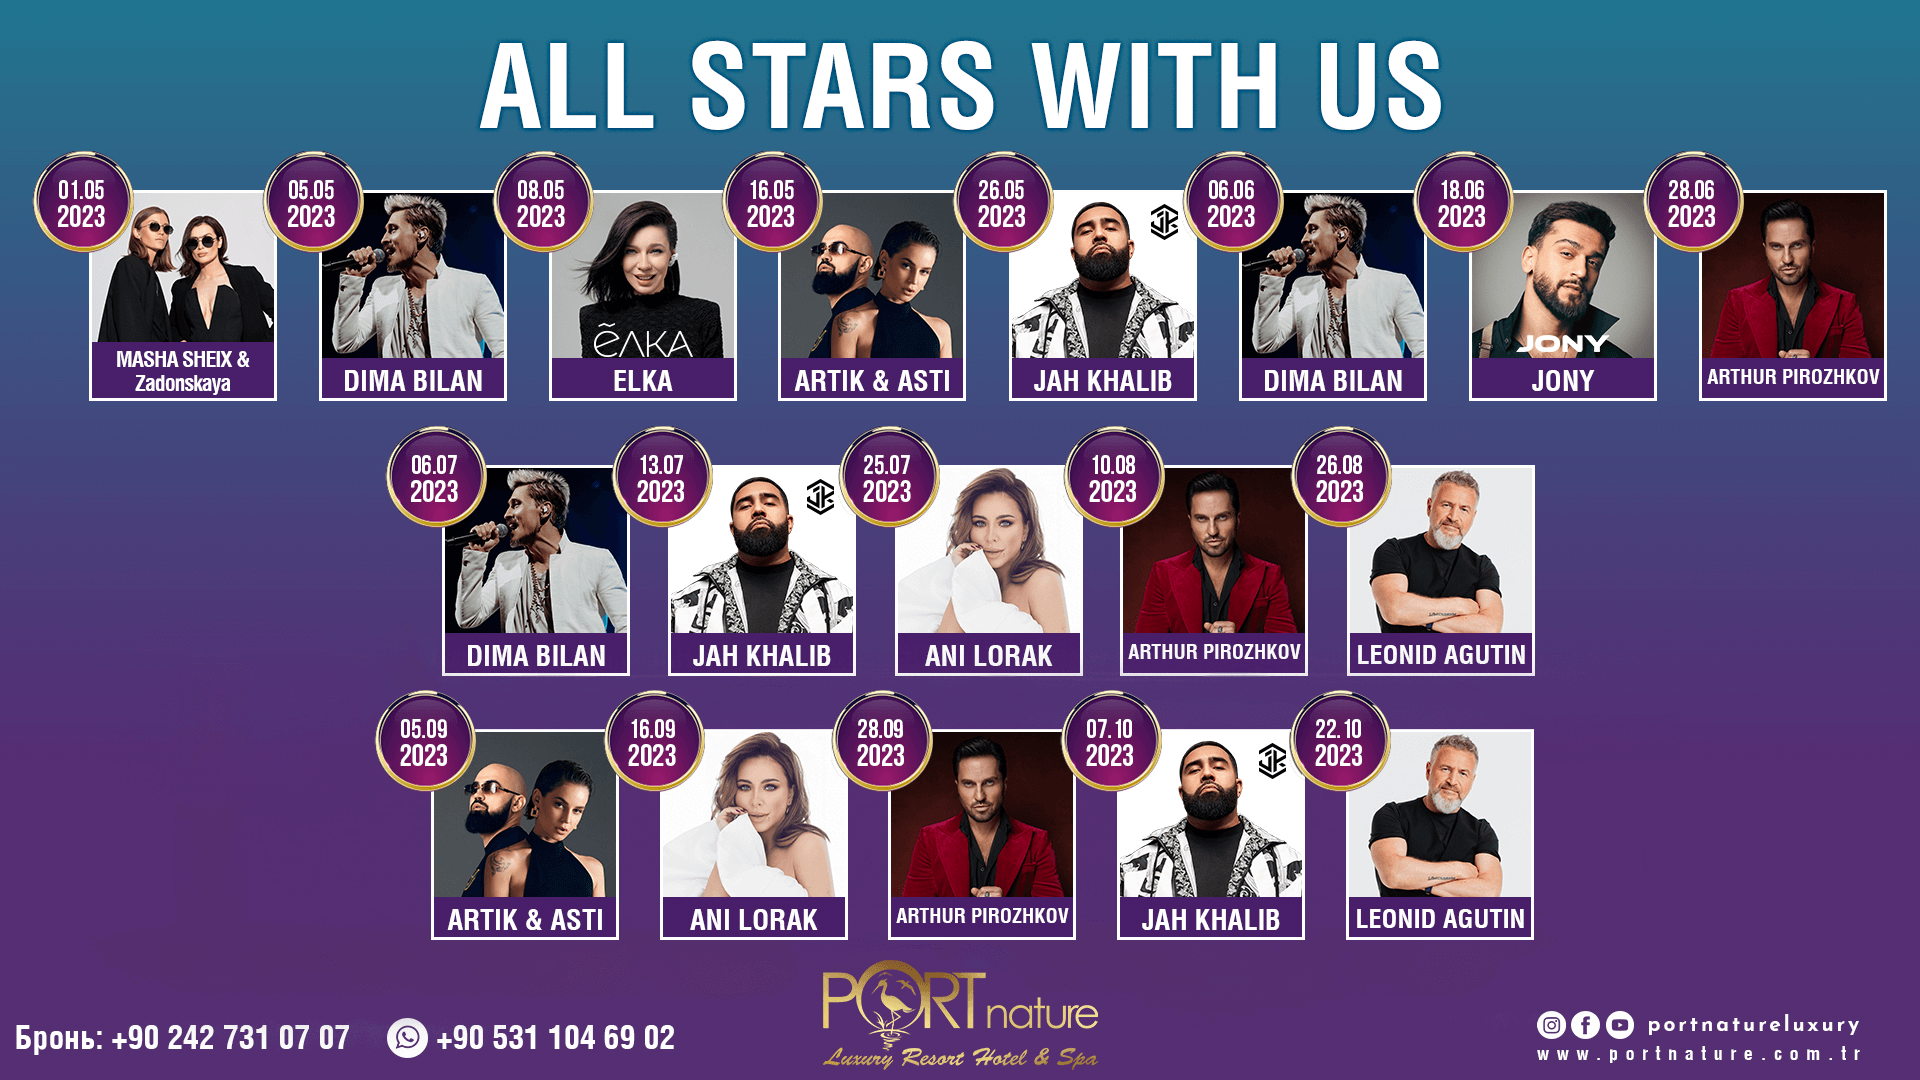 ALL STARS WITH US
01.05
2023
MASHA SHEIX &
Zadonskaya
05.05
2023
DIMA BILAN
08.05
2023
ёлка
ELKA
16.05
2023
ARTIK & ASTI
26.05
2023
JAH KHALIB
06.06
2023
DIMA BILAN
18.06
2023
JONY
JONY
28.06
2023
ARTHUR PIROZHKOV
06.07
2023
DIMA BILAN
13.07
2023
JAH KHALIB
25.07
2023
ANI LORAK
10.08
2023
ARTHUR PIROZHKOV
26.08
2023
LEONID AGUTIN
05.09
2023
ARTIK & ASTI
16.09
2023
ANI LORAK
28.09
2023
ARTHUR PIROZHKOV
07.10
2023
JAH KHALIB
22.10
2023
LEONID AGUTIN
Бронь: +90 242 731 07 07
+90 531 104 69 02
PORT nature
Luxury Resort Hotel & Spa
portnatureluxury
www.portnature.com.tr